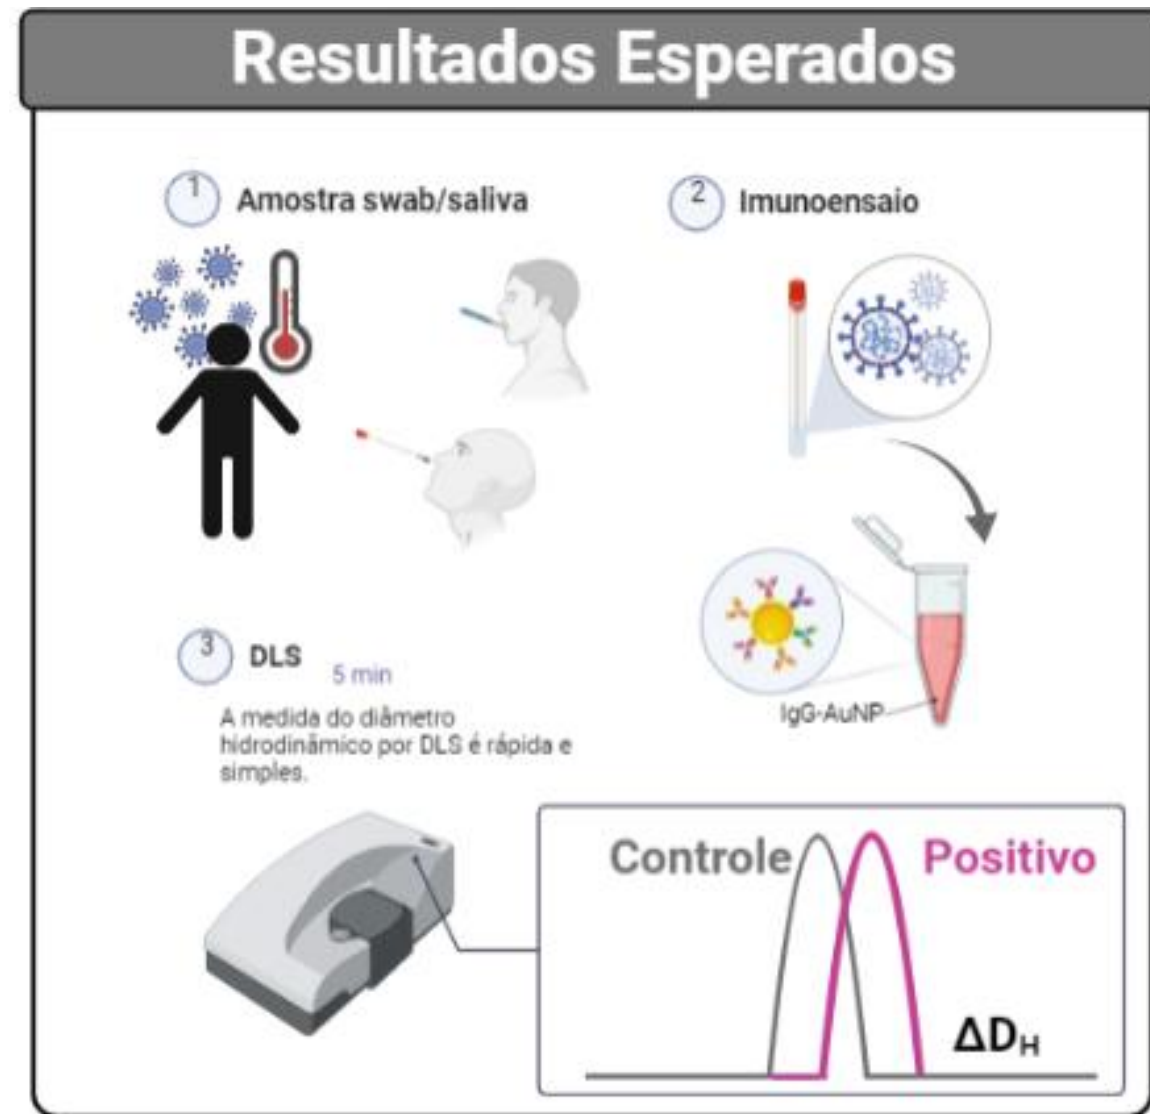 Resultados Esperados
1 Amostra swab/saliva
2 Imunoensaio
IgG-AuNP
3 DLS
5 min
A medida do diâmetro
hidrodinâmico por DLS é rápida e
simples.
Controle Positivo
ΔDH